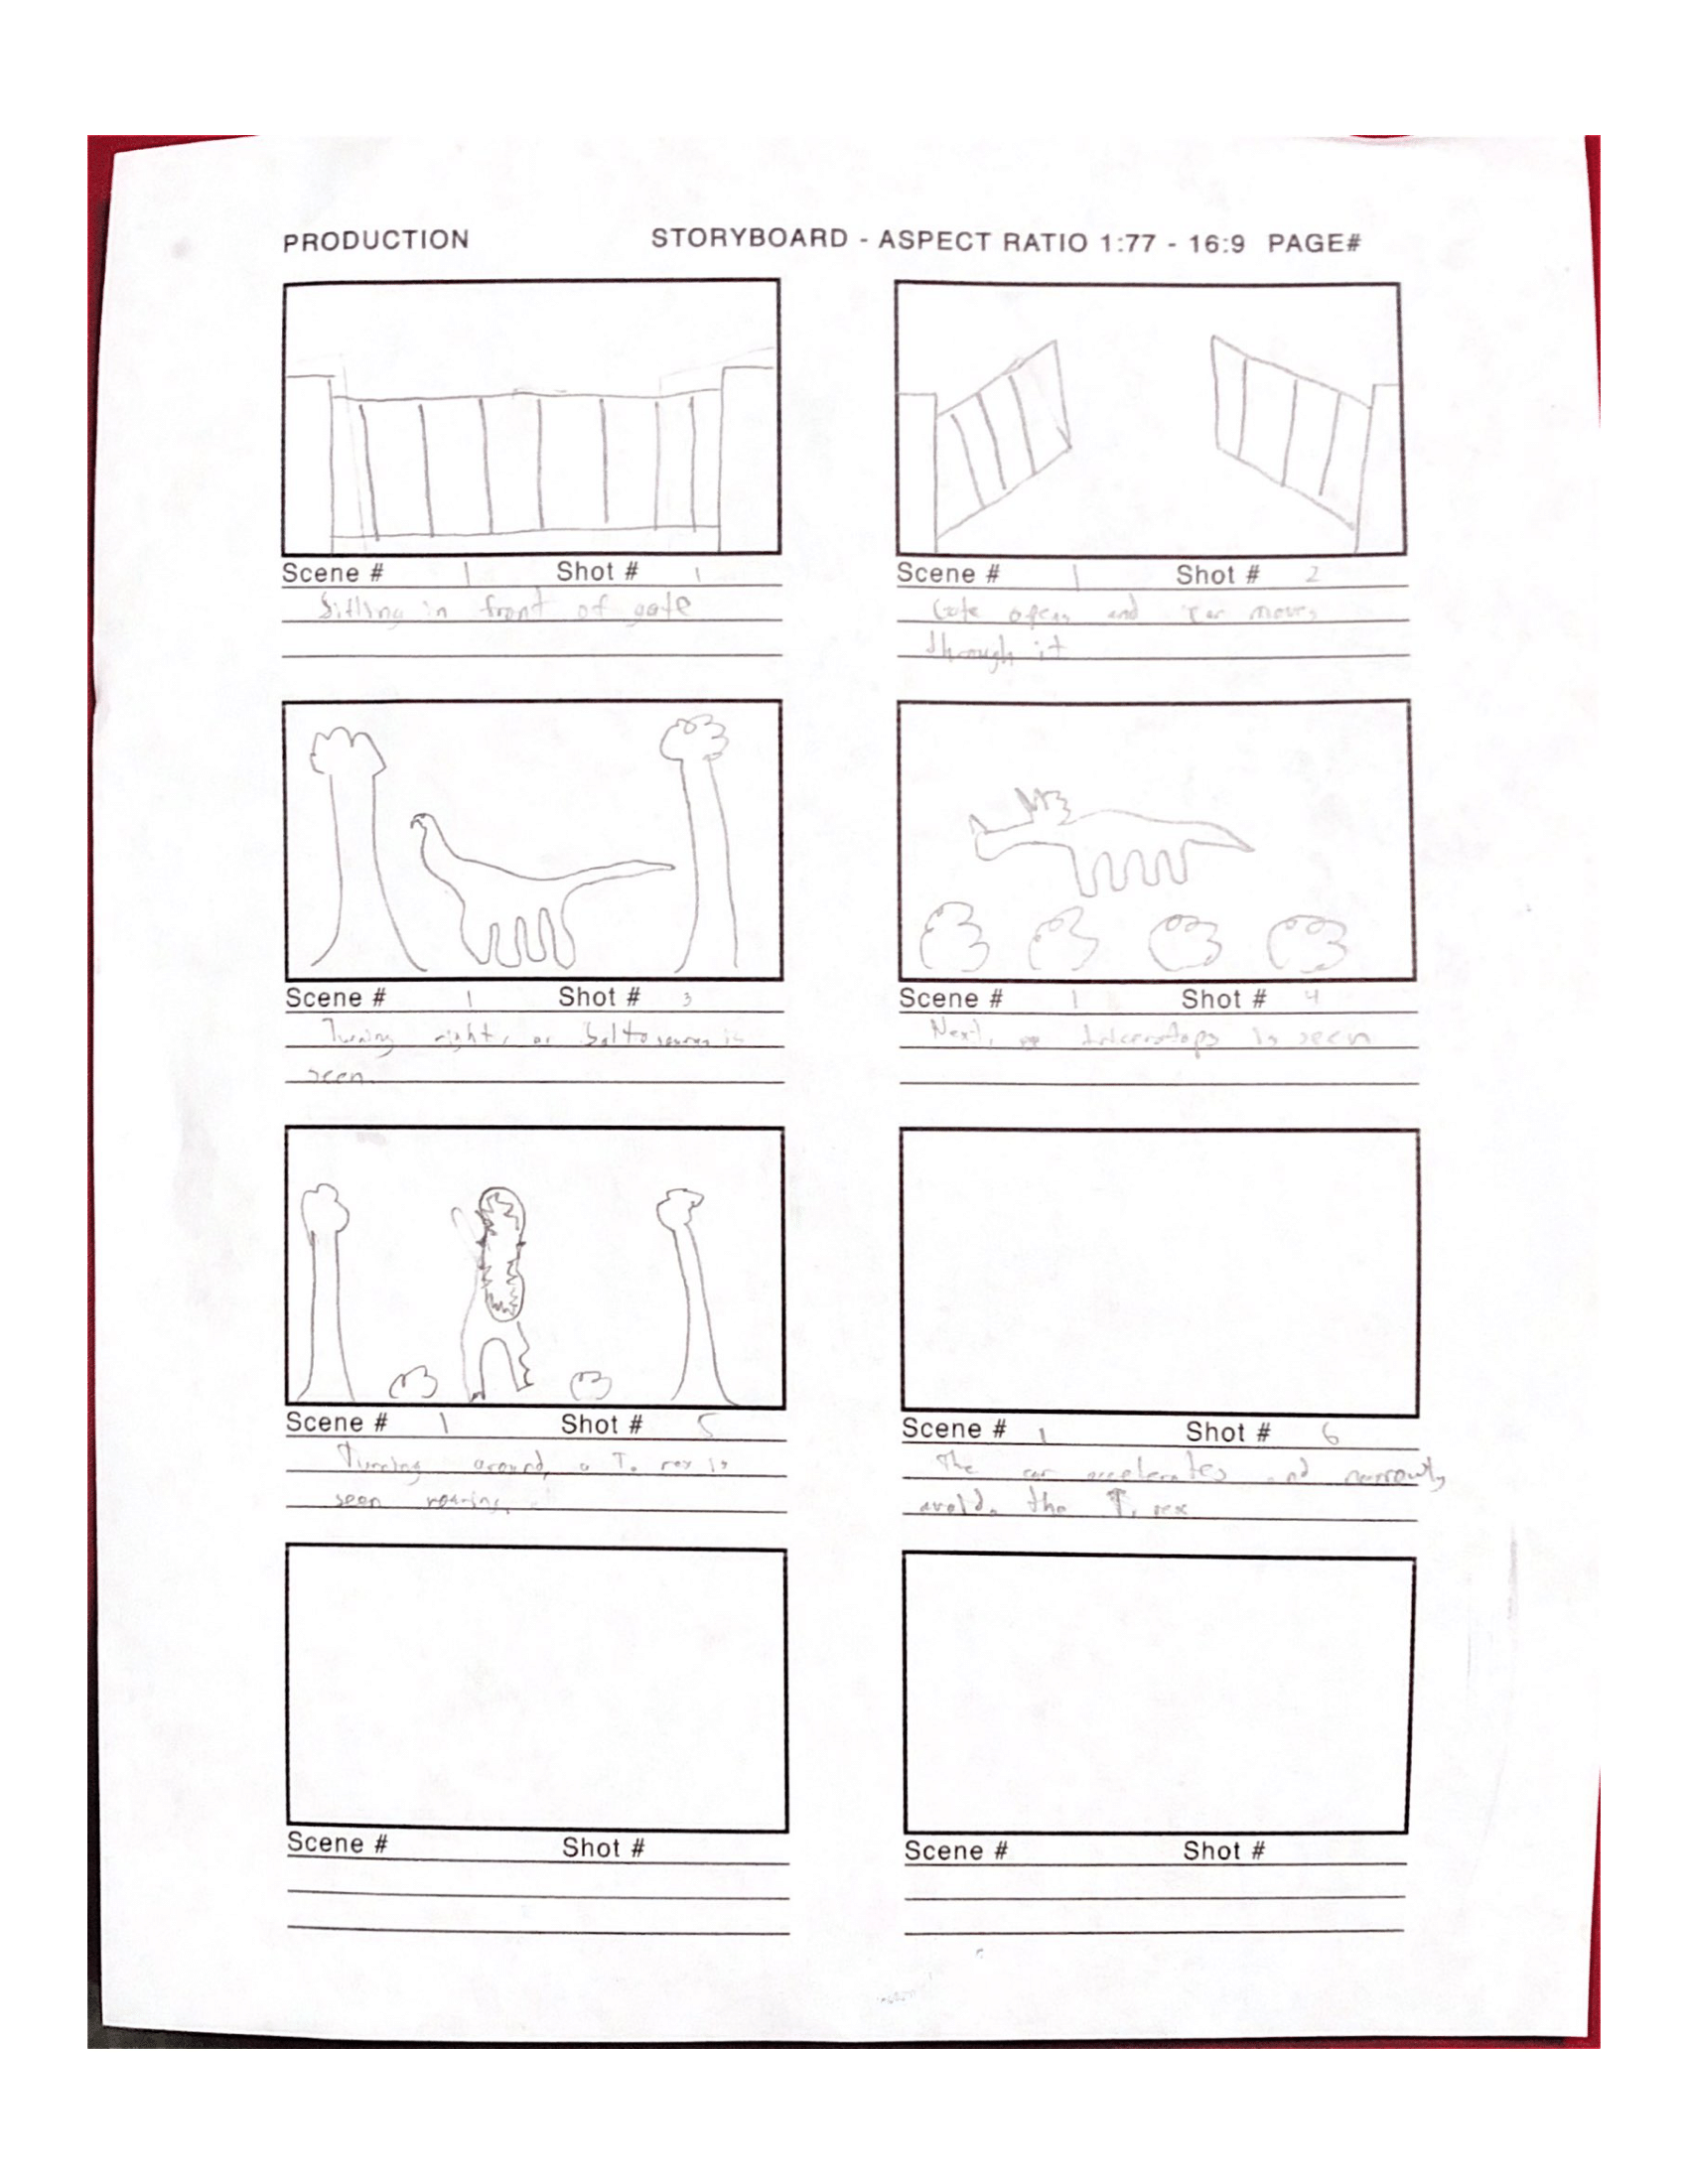 PRODUCTION STORYBOARD - ASPECT RATIO 1:77 - 16:9 PAGE#
Scene # 1 Shot # 1
Sitting in front of gate
Scene # 1 Shot # 2
Gate opens and car moves
through it
Scene # 1 Shot # 3
Turning right, a is
seen.
Scene # 1 Shot # 4
Next, a is seen
Scene # 1 Shot # 5
Turning around, a T. rex is
seen roaring.
Scene # 1 Shot # 6
The car accelerates and narrowly
avoids the T. rex
Scene # Shot #
Scene # Shot #